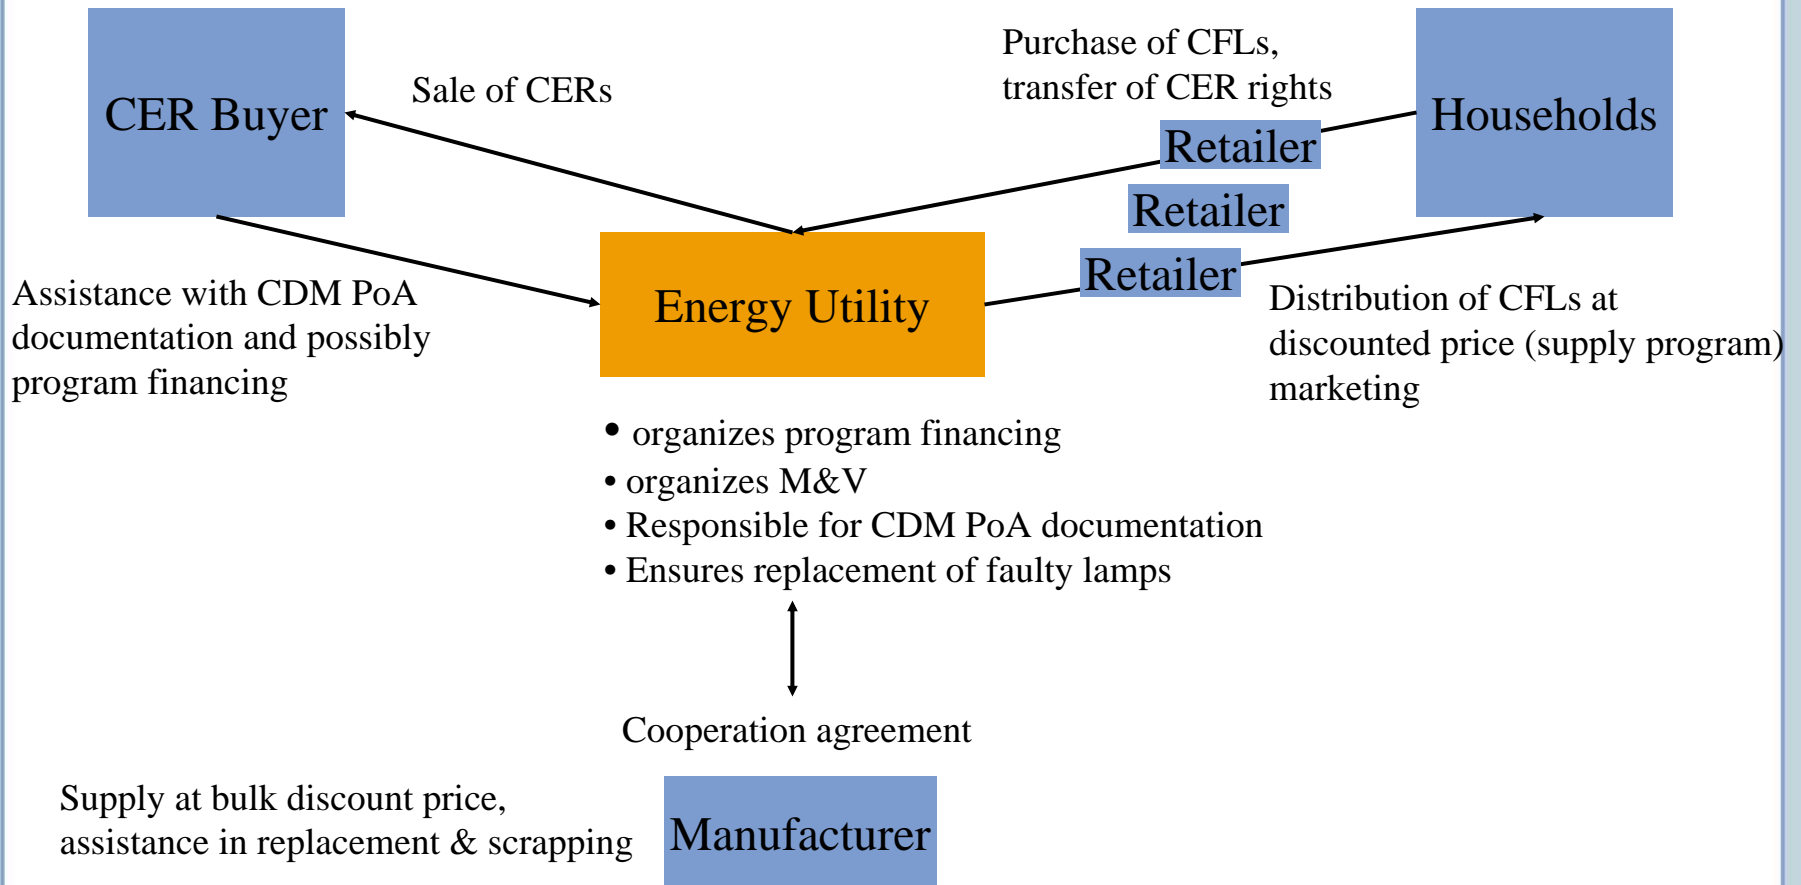 CER Buyer
Sale of CERs
Purchase of CFLs,
transfer of CER rights
Households
Retailer
Retailer
Retailer
Assistance with CDM PoA
documentation and possibly
program financing
Energy Utility
Distribution of CFLs at
discounted price (supply program)
marketing
• organizes program financing
• organizes M&V
• Responsible for CDM PoA documentation
• Ensures replacement of faulty lamps
Cooperation agreement
Supply at bulk discount price,
assistance in replacement & scrapping
Manufacturer